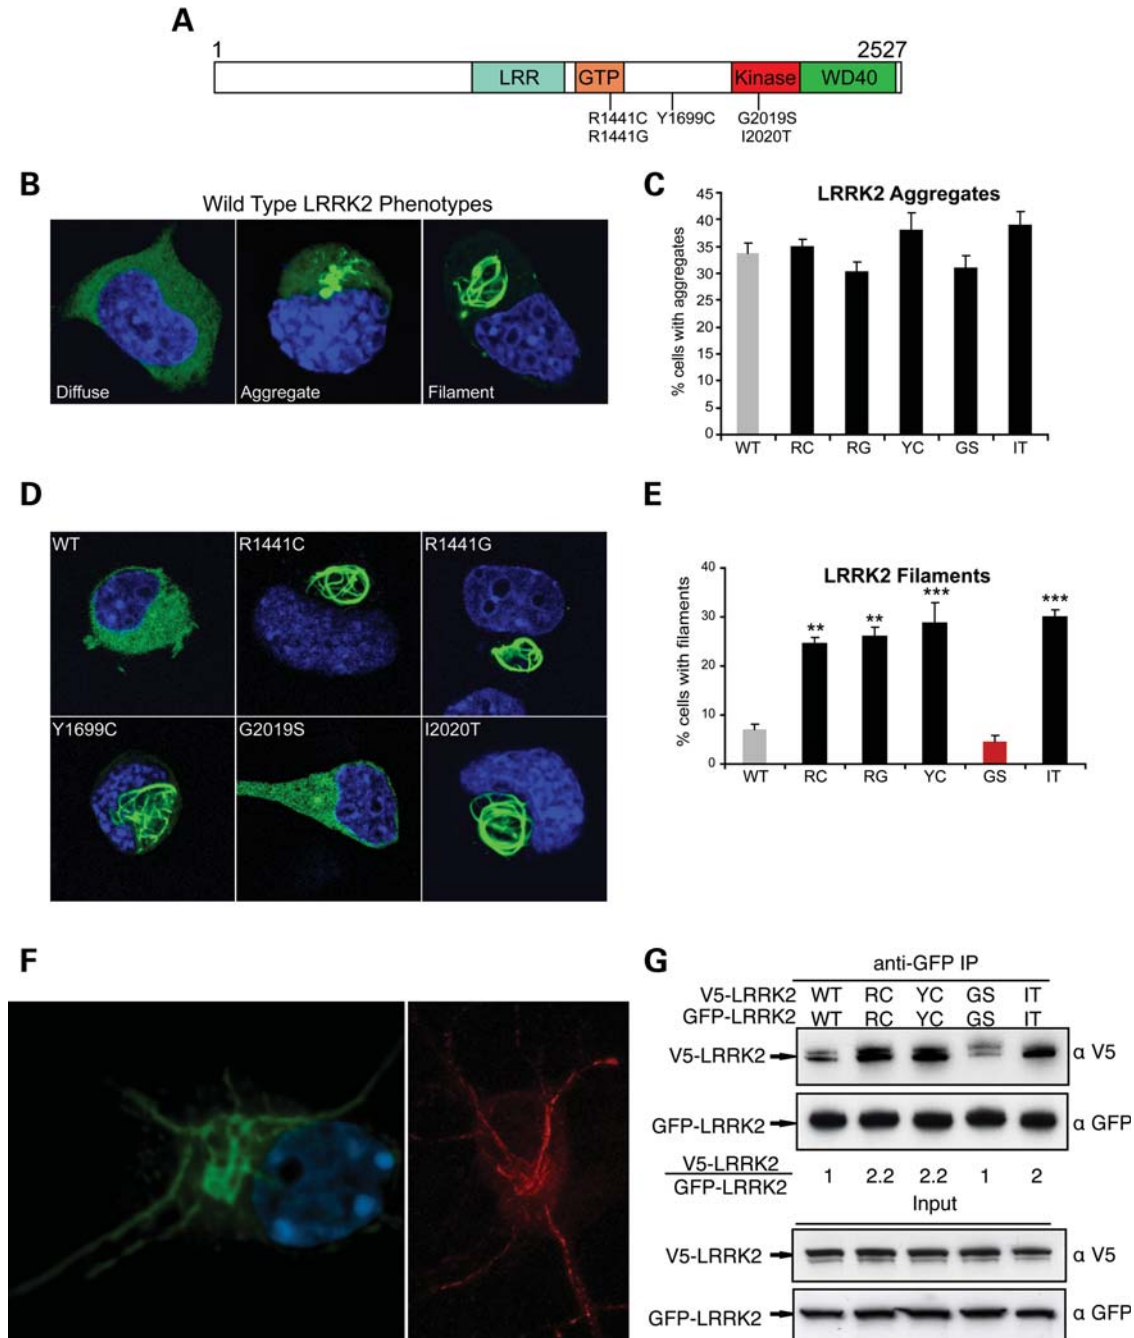 A
1 2527
LRR GTP Kinase WD40
R1441C Y1699C G2019S
R1441G I2020T
B
Wild Type LRRK2 Phenotypes
Diffuse Aggregate Filament
C
LRRK2 Aggregates
% cells with aggregates
45
40
35
30
25
20
15
10
5
0
WT RC RG YC GS IT
D
WT R1441C R1441G
Y1699C G2019S I2020T
E
LRRK2 Filaments
% cells with filaments
40
30
20
10
0
** ** *** ***
WT RC RG YC GS IT
F
G
anti-GFP IP
V5-LRRK2 WT RC YC GS IT
GFP-LRRK2 WT RC YC GS IT
V5-LRRK2 α V5
GFP-LRRK2 α GFP
V5-LRRK2
GFP-LRRK2
1 2.2 2.2 1 2
Input
V5-LRRK2 α V5
GFP-LRRK2 α GFP